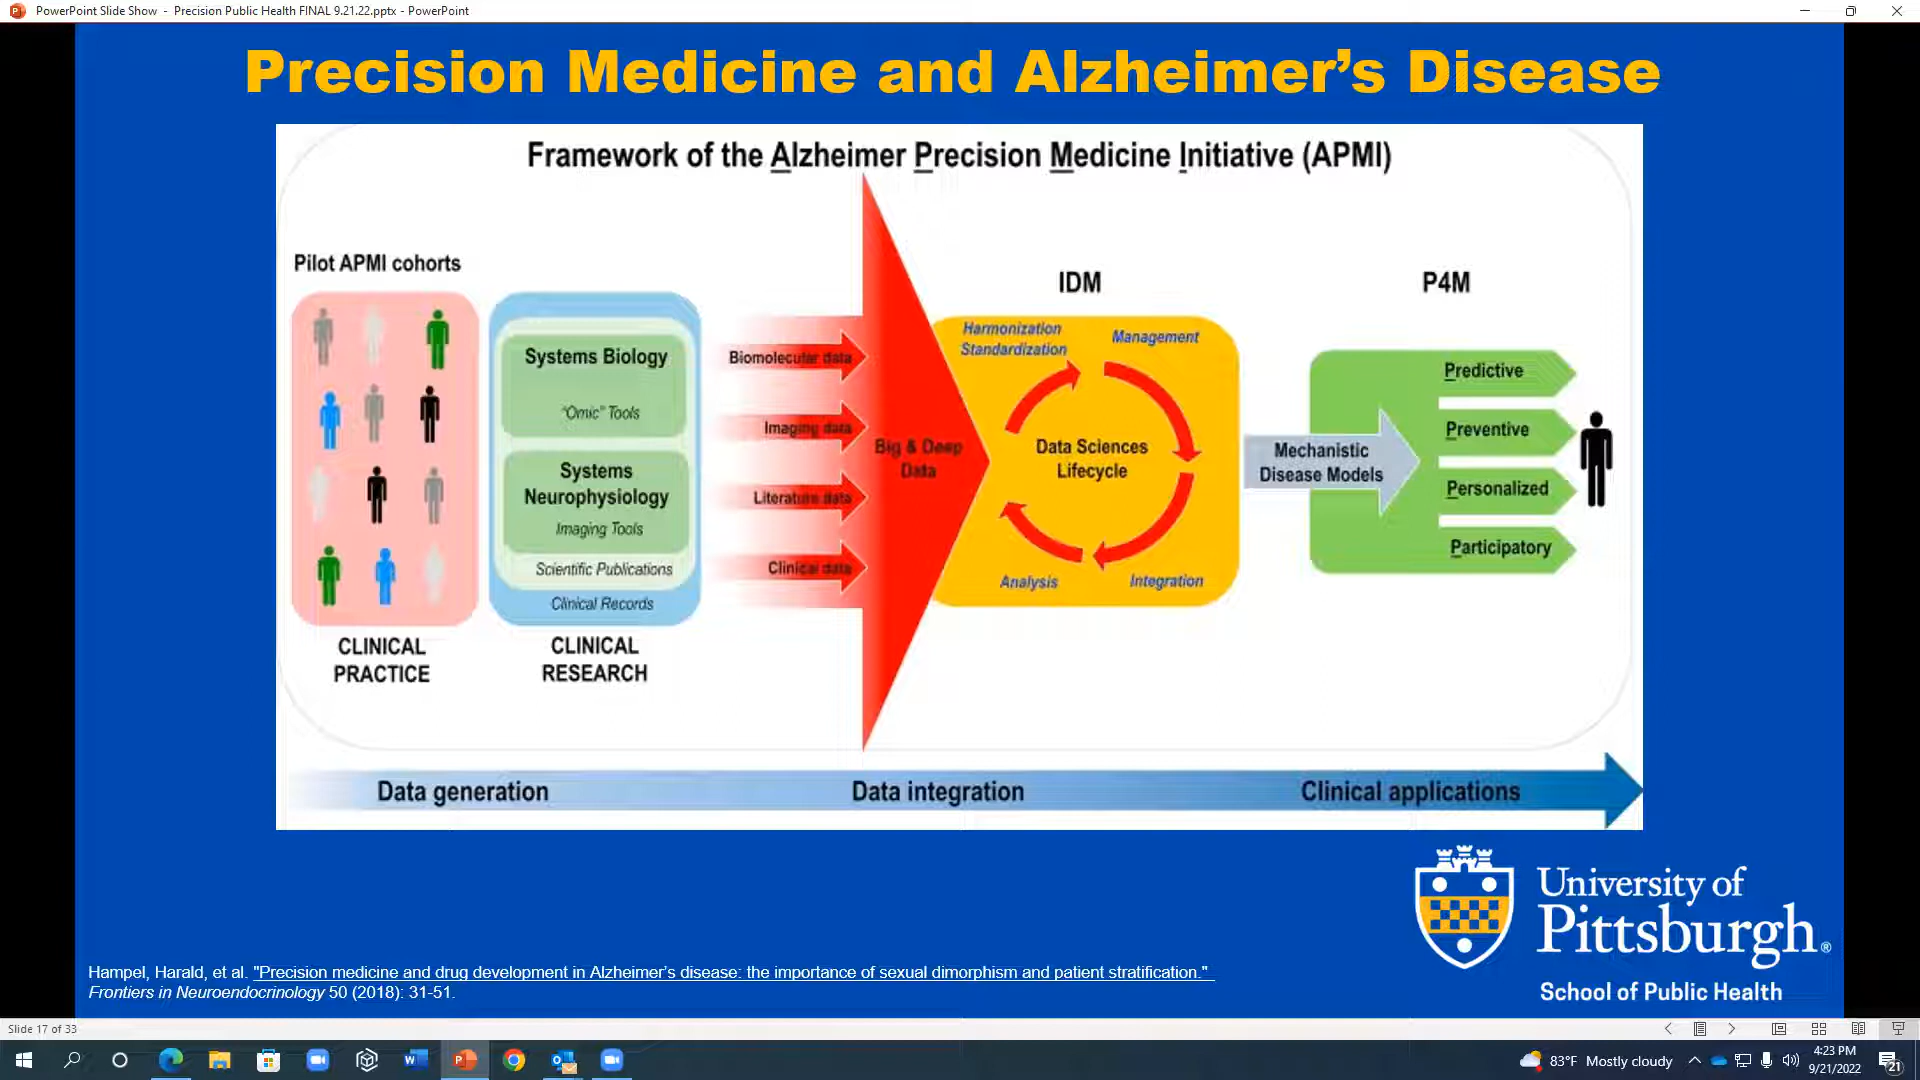 PowerPoint Slide Show - Precision Public Health FINAL 9.21.22.pptx - PowerPoint
Precision Medicine and Alzheimer's Disease
Framework of the Alzheimer Precision Medicine Initiative (APMI)
Pilot APMI cohorts
CLINICAL
PRACTICE
Systems Biology
"Omic" Tools
Systems
Neurophysiology
Imaging Tools
Scientific Publications
Clinical Records
CLINICAL
RESEARCH
Biomolecular data
Imaging data
Literature data
Clinical data
Big & Deep
Data
IDM
Harmonization
Standardization
Management
Data Sciences
Lifecycle
Analysis
Integration
Mechanistic
Disease Models
P4M
Predictive
Preventive
Personalized
Participatory
Data generation
Data integration
Clinical applications
University of
Pittsburgh®
School of Public Health
Hampel, Harald, et al. "Precision medicine and drug development in Alzheimer's disease: the importance of sexual dimorphism and patient stratification."
Frontiers in Neuroendocrinology 50 (2018): 31-51.
Slide 17 of 33
83°F Mostly cloudy
4:23 PM
9/21/2022
21